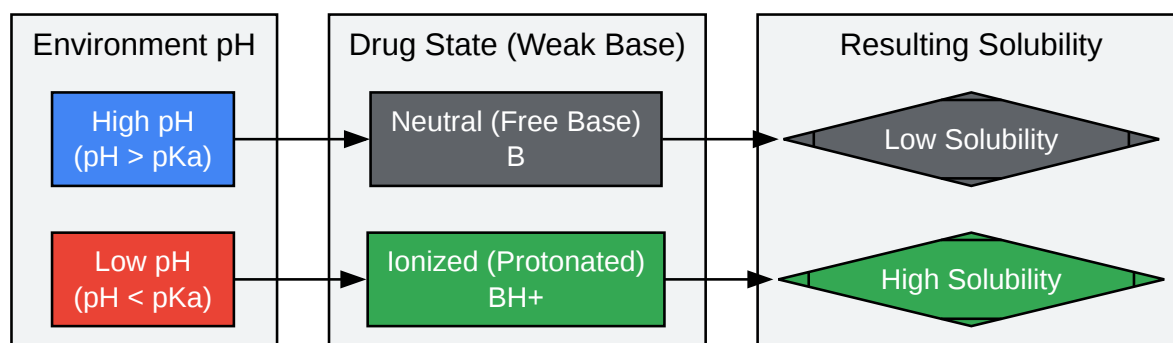 Environment pH
Drug State (Weak Base)
Resulting Solubility
High pH
(pH > pKa)
Neutral (Free Base)
B
Low Solubility
Low pH
(pH < pKa)
Ionized (Protonated)
BH+
High Solubility